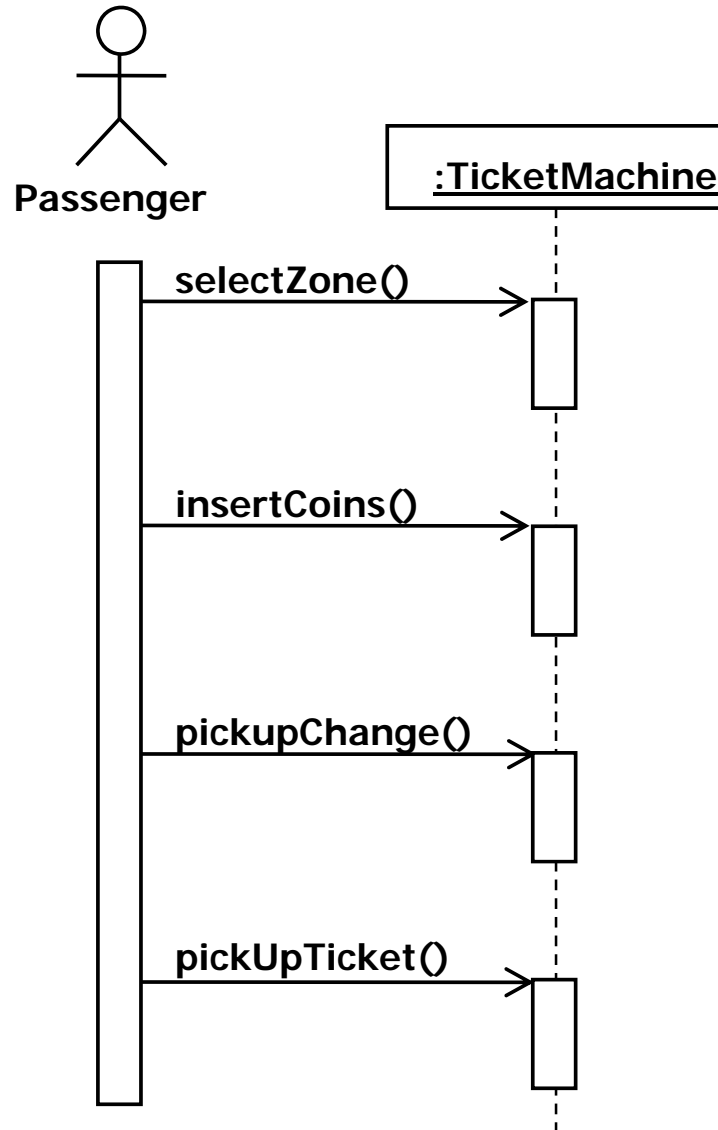 Passenger
:TicketMachine
selectZone()
insertCoins()
pickupChange()
pickUpTicket()